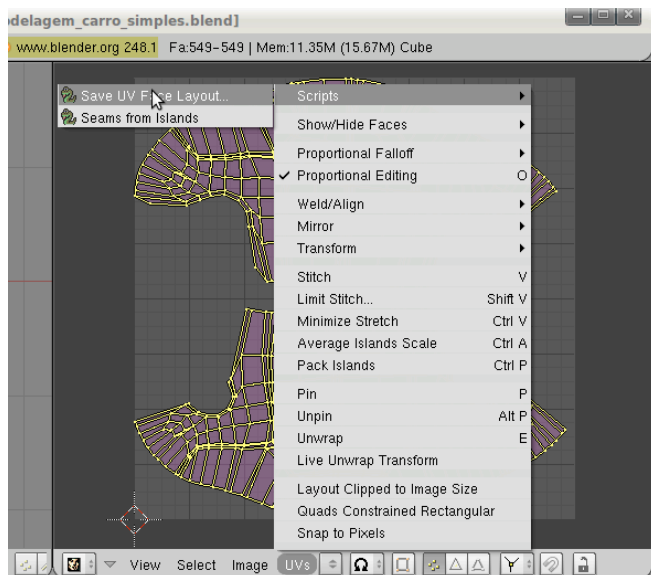 odelagem_carro_simples.blend]
www.blender.org 248.1 Fa:549-549 | Mem:11.35M (15.67M) Cube
Save UV Face Layout...
Seams from Islands
Scripts
Show/Hide Faces
Proportional Falloff
Proportional Editing O
Weld/Align
Mirror
Transform
Stitch V
Limit Stitch... Shift V
Minimize Stretch Ctrl V
Average Islands Scale Ctrl A
Pack Islands Ctrl P
Pin P
Unpin Alt P
Unwrap E
Live Unwrap Transform
Layout Clipped to Image Size
Quads Constrained Rectangular
Snap to Pixels
View Select Image UVs